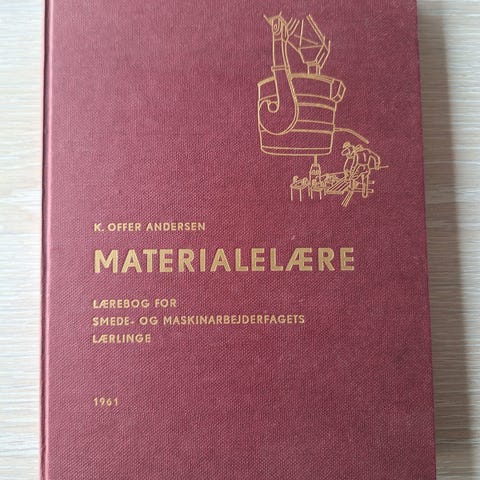 K. OFFER ANDERSEN
MATERIALELÆRE
LÆREBOG FOR
SMEDE- OG MASKINARBEJDERFAGETS
LÆRLINGE
1961